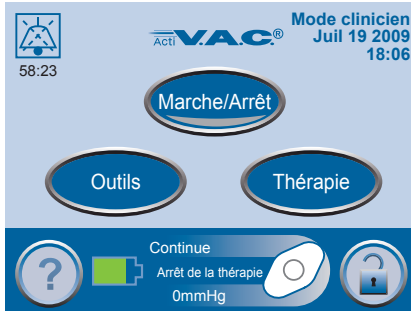 Mode clinicien
Acti V.A.C.® Juil 19 2009
18:06
58:23
Marche/Arrêt
Outils Thérapie
Continue
? Arrêt de la thérapie
0mmHg